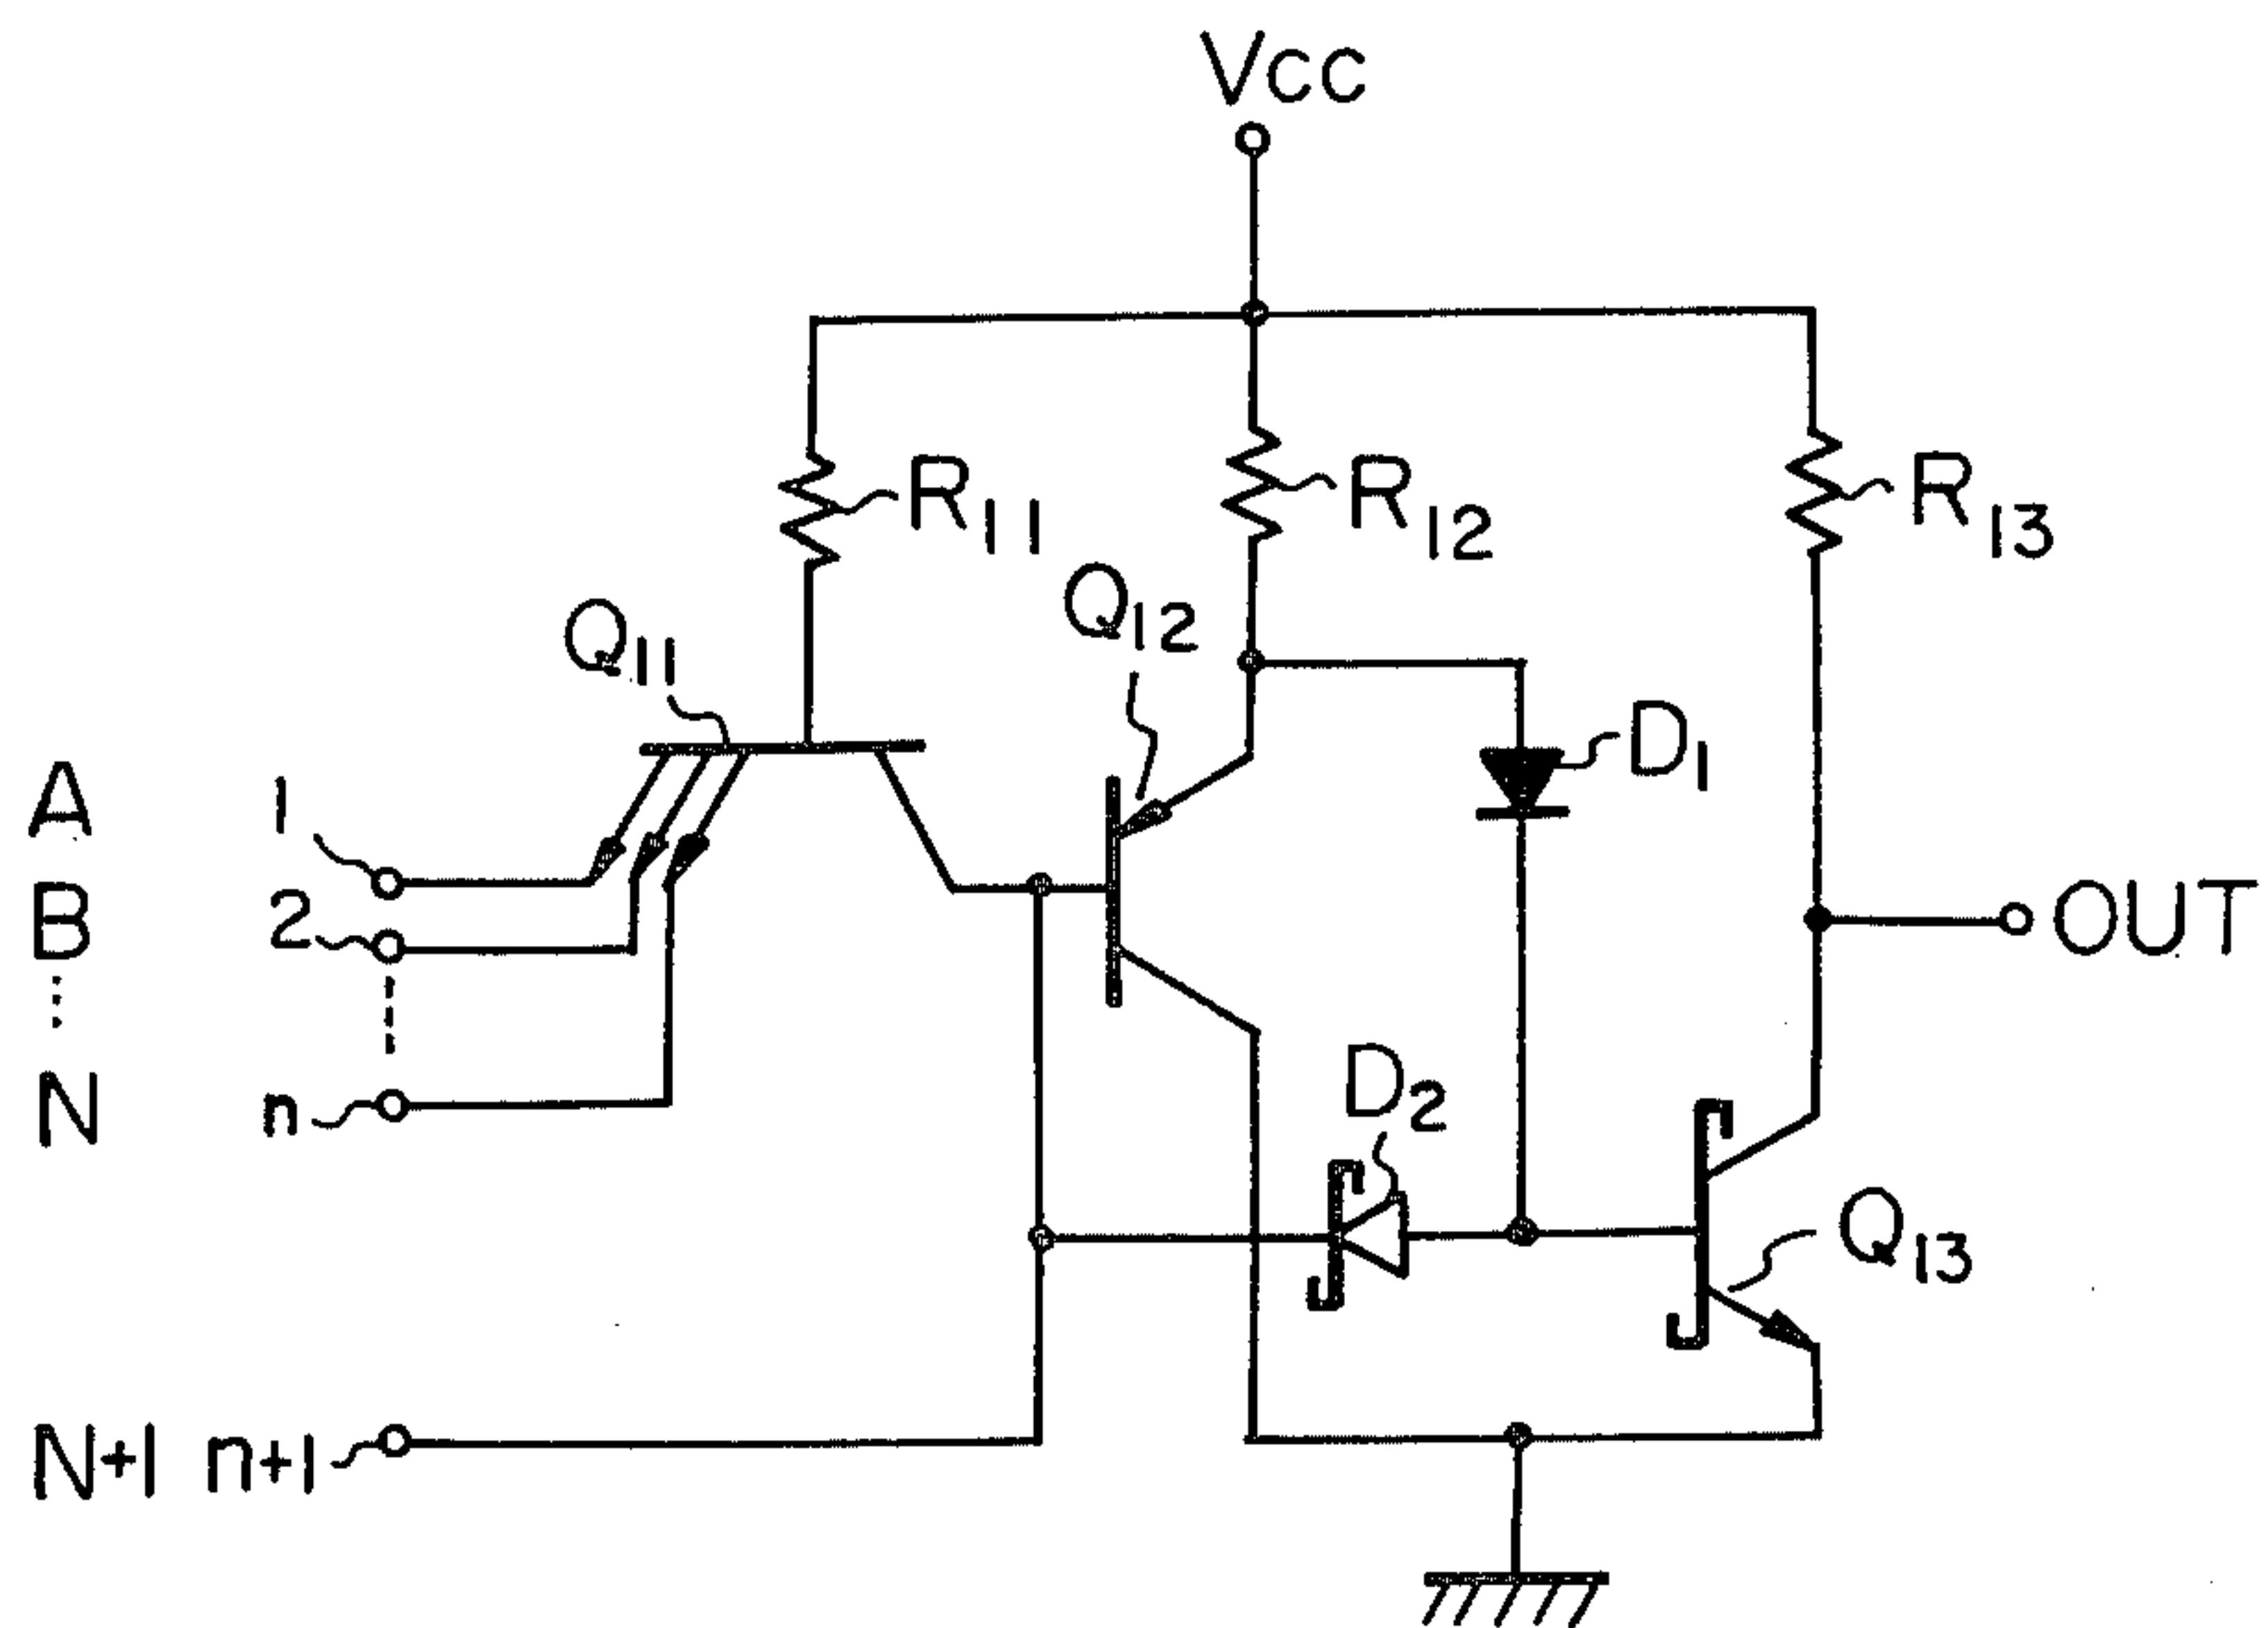 Vcc
R11
R12
R13
Q11
Q12
D1
A 1
B 2
OUT
N n
D2
Q13
N+1 n+1